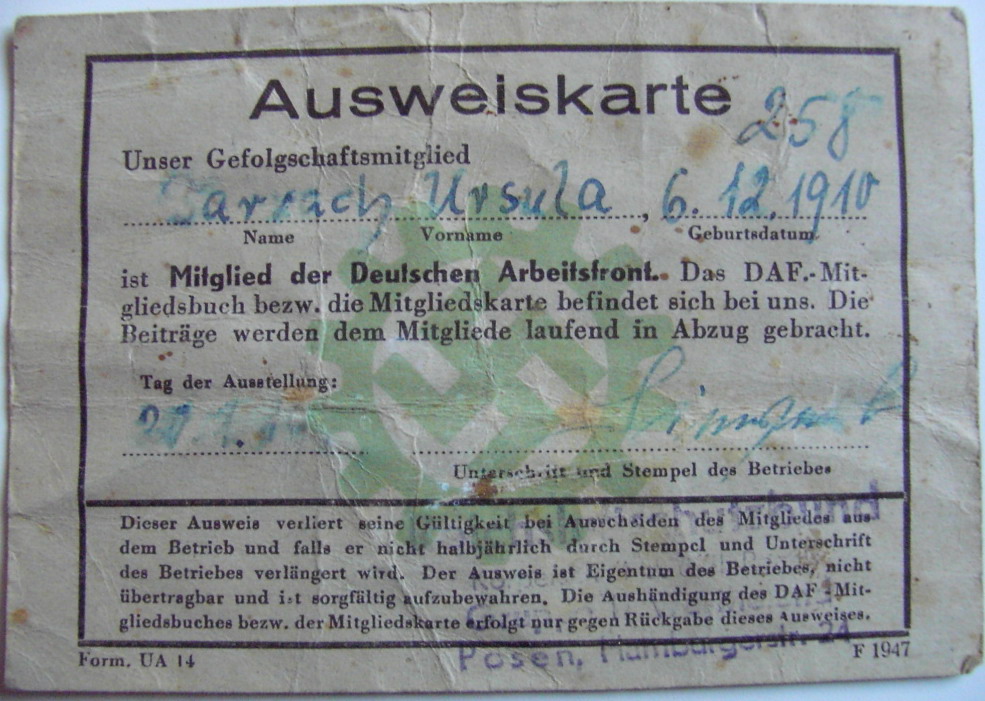 Ausweiskarte
258
Unser Gefolgschaftsmitglied
Ursula, 6. 12. 1910
Name Vorname Geburtsdatum
ist Mitglied der Deutschen Arbeitsfront. Das DAF.-Mit-
gliedsbuch bezw. die Mitgliedskarte befindet sich bei uns. Die
Beiträge werden dem Mitgliede laufend in Abzug gebracht.
Tag der Ausstellung:
Unterschrift und Stempel des Betriebes
Dieser Ausweis verliert seine Gültigkeit bei Ausscheiden des Mitgliedes aus
dem Betrieb und falls er nicht halbjährlich durch Stempel und Unterschrift
des Betriebes verlängert wird. Der Ausweis ist Eigentum des Betriebes, nicht
übertragbar und ist sorgfältig aufzubewahren. Die Aushändigung des DAF-Mit-
gliedsbuches bezw. der Mitgliedskarte erfolgt nur gegen Rückgabe dieses Ausweises.
Posen, Hamburgerstr. 24
Form. UA 14
F 1947